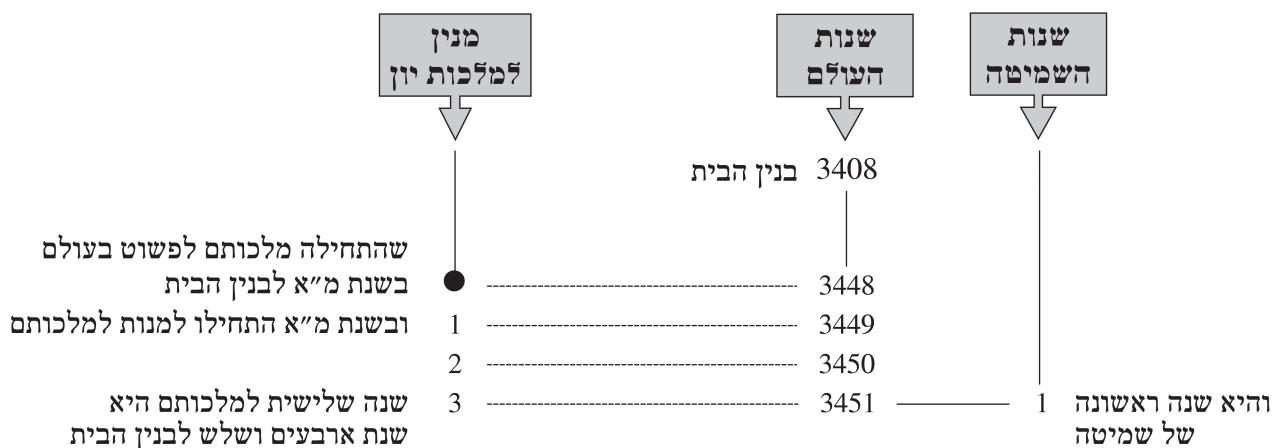 שנות
השמיטה
שנות
העולם
מנין
למלכות יון
בנין הבית 3408
שהתחילה מלכותם לפשוט בעולם
בשנת מ״א לבנין הבית
3448
ובשנת מ״א התחילו למנות למלכותם 1 3449
2 3450
שנה שלישית למלכותם היא 3 3451 1 והיא שנה ראשונה
שנת ארבעים ושלש לבנין הבית
של שמיטה